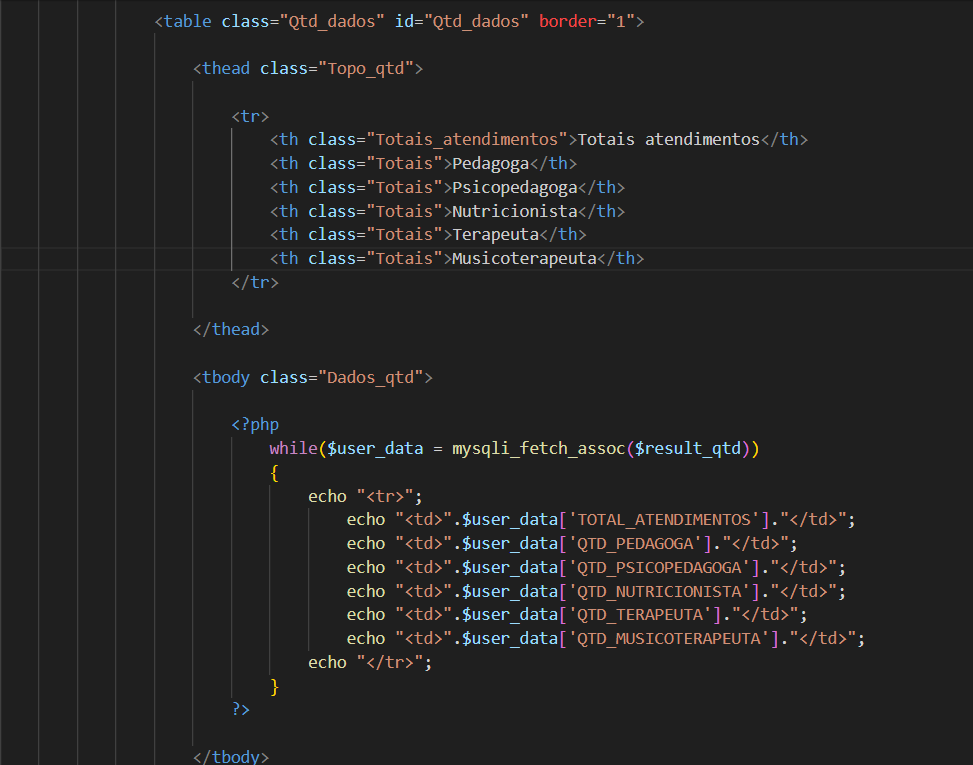 <table class="Qtd_dados" id="Qtd_dados" border="1">
<thead class="Topo_qtd">
<tr>
<th class="Totais_atendimentos">Totais atendimentos</th>
<th class="Totais">Pedagoga</th>
<th class="Totais">Psicopedagoga</th>
<th class="Totais">Nutricionista</th>
<th class="Totais">Terapeuta</th>
<th class="Totais">Musicoterapeuta</th>
</tr>
</thead>
<tbody class="Dados_qtd">
<?php
while($user_data = mysqli_fetch_assoc($result_qtd))
{
echo "<tr>";
echo "<td>".$user_data['TOTAL_ATENDIMENTOS']."</td>";
echo "<td>".$user_data['QTD_PEDAGOGA']."</td>";
echo "<td>".$user_data['QTD_PSICOPEDAGOGA']."</td>";
echo "<td>".$user_data['QTD_NUTRICIONISTA']."</td>";
echo "<td>".$user_data['QTD_TERAPEUTA']."</td>";
echo "<td>".$user_data['QTD_MUSICOTERAPEUTA']."</td>";
echo "</tr>";
}
?>
</tbody>